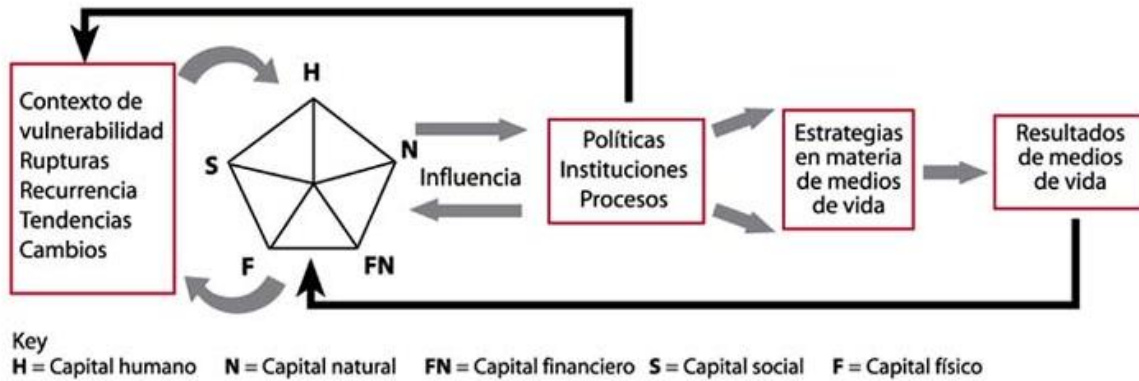 Contexto de
vulnerabilidad
Rupturas
Recurrencia
Tendencias
Cambios
H
S
N
F
FN
Influencia
Políticas
Instituciones
Procesos
Estrategias
en materia
de medios
de vida
Resultados
de medios
de vida
Key
H = Capital humano N = Capital natural FN = Capital financiero S = Capital social F = Capital físico